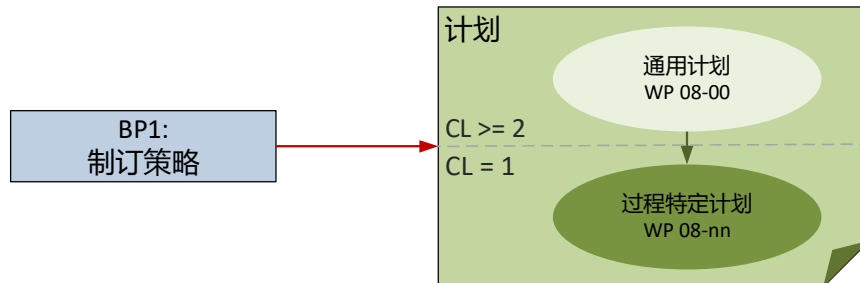 计划
通用计划
WP 08-00
BP1:
制订策略
CL >= 2
CL = 1
过程特定计划
WP 08-nn